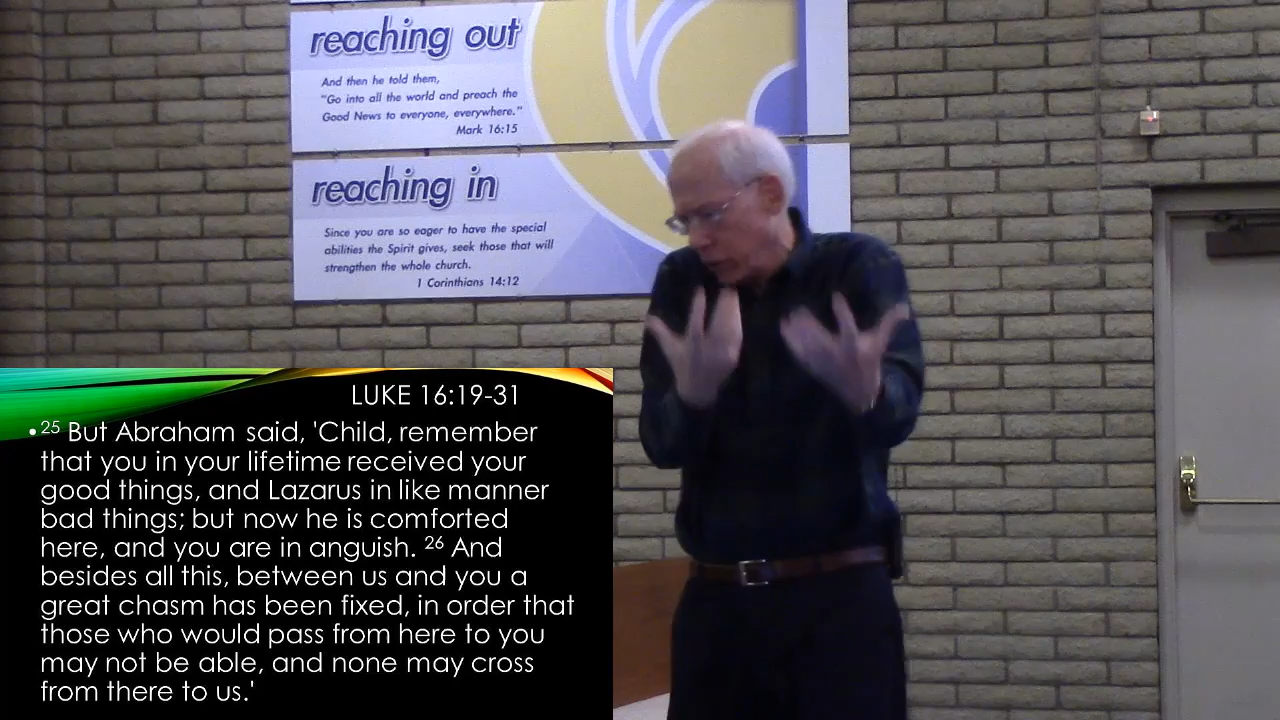 reaching out
And then he told them,
"Go into all the world and preach the
Good News to everyone, everywhere."
Mark 16:15
reaching in
Since you are so eager to have the special
abilities the Spirit gives, seek those that will
strengthen the whole church.
1 Corinthians 14:12
LUKE 16:19-31
•25 But Abraham said, 'Child, remember
that you in your lifetime received your
good things, and Lazarus in like manner
bad things; but now he is comforted
here, and you are in anguish. 26 And
besides all this, between us and you a
great chasm has been fixed, in order that
those who would pass from here to you
may not be able, and none may cross
from there to us.'